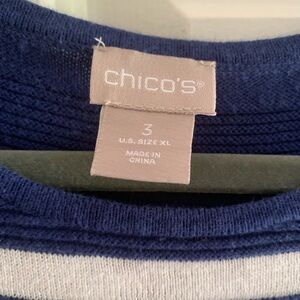 chico's®
3
U.S. SIZE XL
MADE IN
CHINA